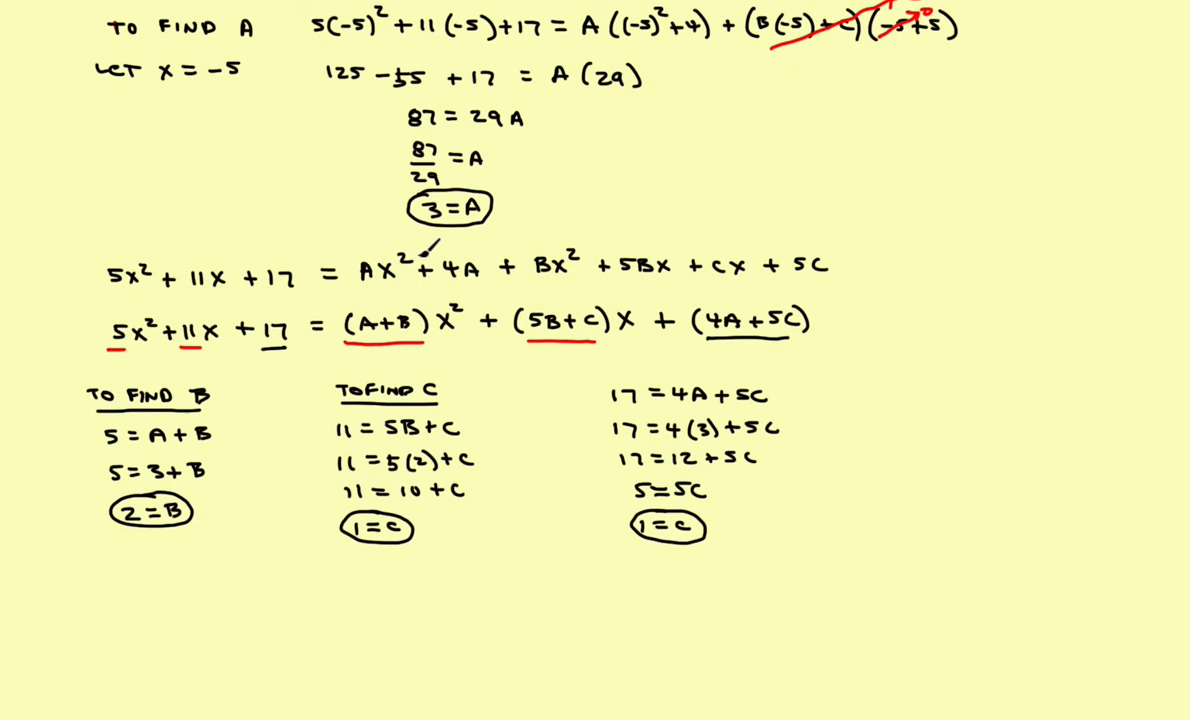 TO FIND A 5(-5)² + 11(-5) + 17 = A((-5)² + 4) + (B(-5) + C)(-5+5) 0
LET x = -5 125 - 55 + 17 = A(29)
87 = 29A
87/29 = A
3 = A
5x² + 11x + 17 = Ax² + 4A + Bx² + 5Bx + Cx + 5C
5x² + 11x + 17 = (A+B)x² + (5B+C)x + (4A+5C)
TO FIND B
5 = A + B
5 = 3 + B
2 = B
TO FIND C
11 = 5B + C
11 = 5(2) + C
11 = 10 + C
1 = C
17 = 4A + 5C
17 = 4(3) + 5C
17 = 12 + 5C
5 = 5C
1 = C